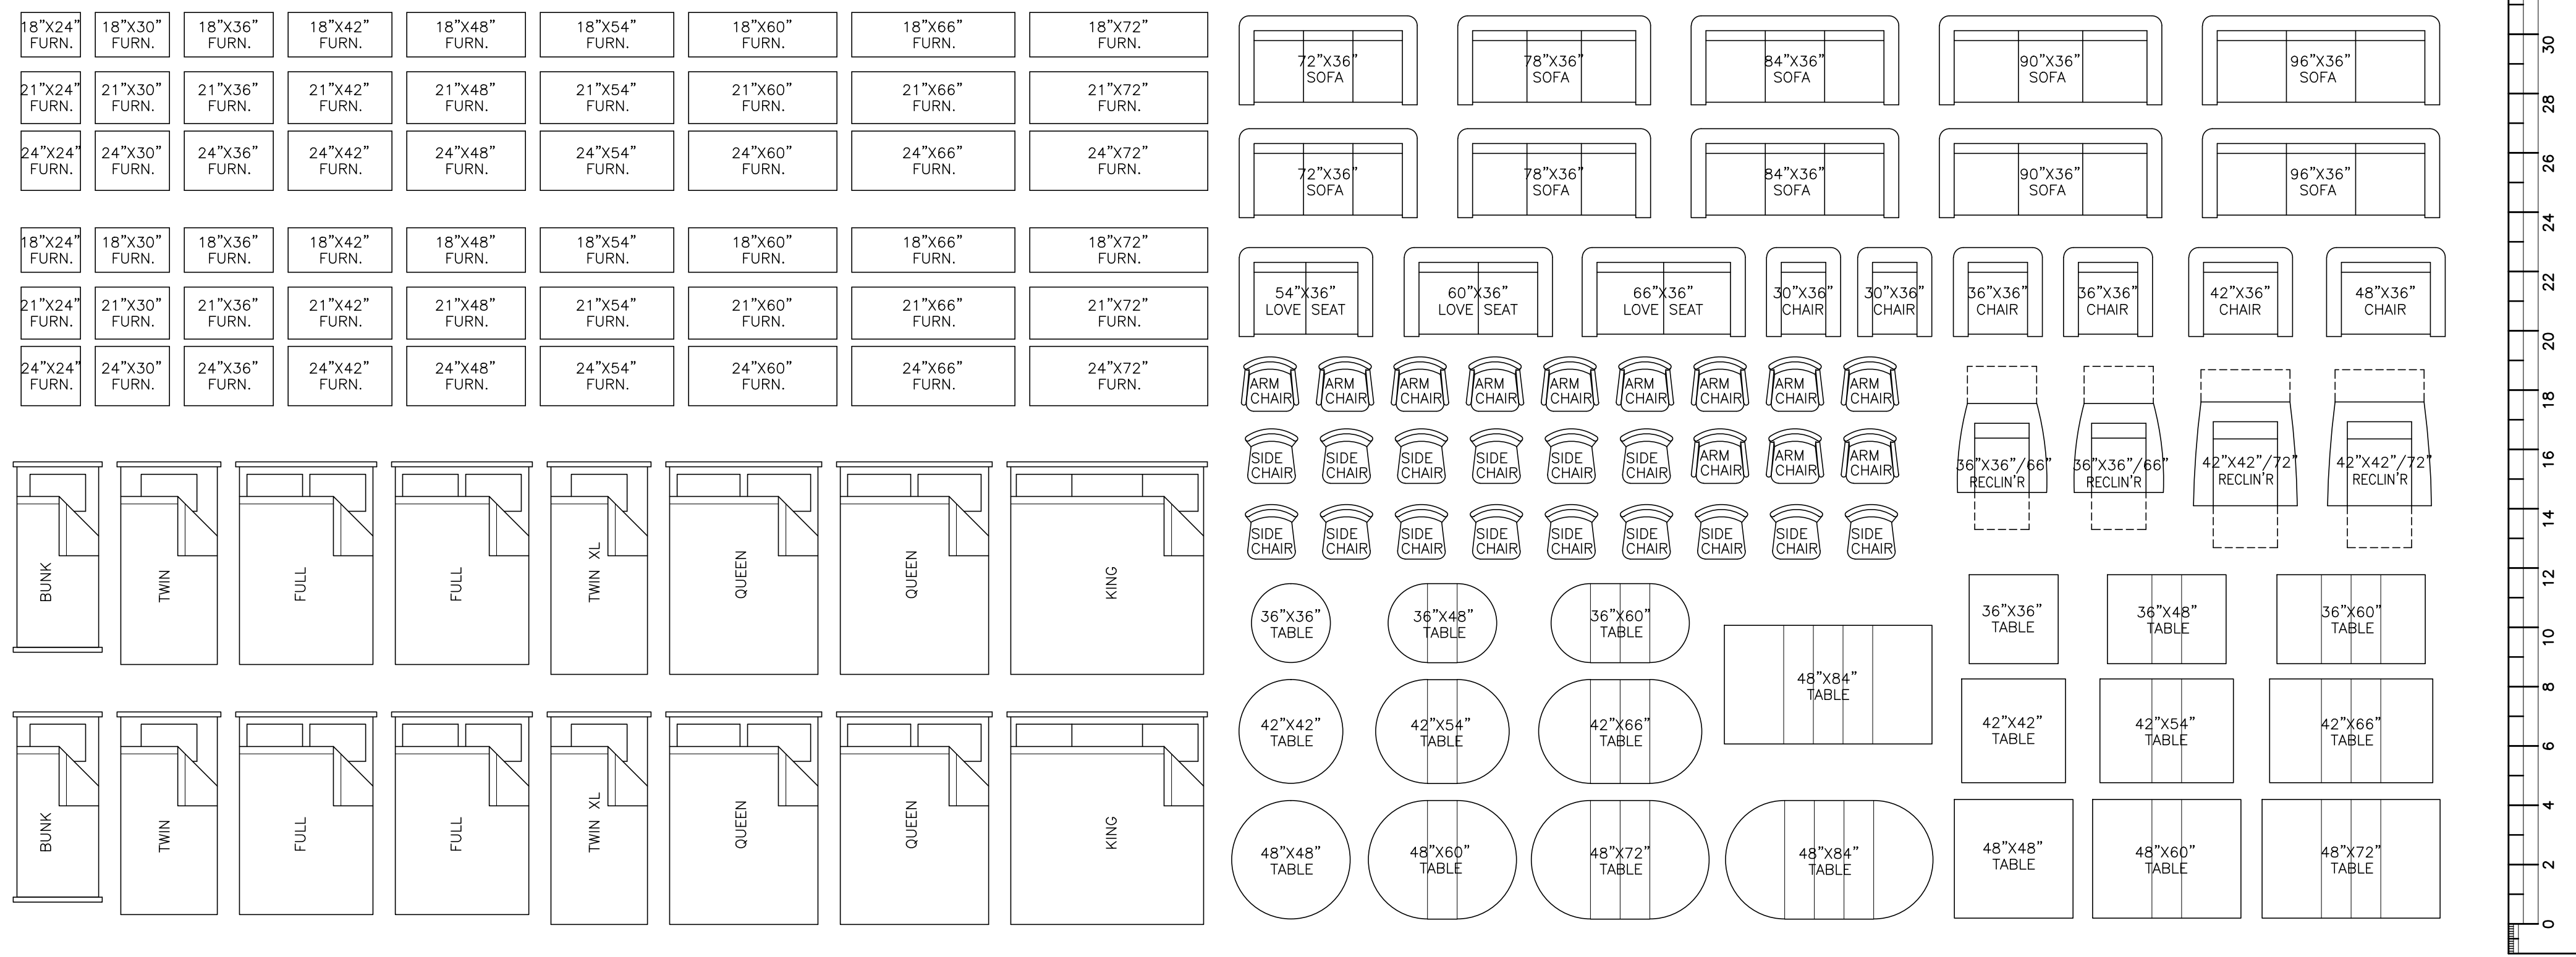 18"X24" 18"X30" 18"X36" 18"X42" 18"X48" 18"X54" 18"X60" 18"X66" 18"X72"
FURN. FURN. FURN. FURN. FURN. FURN. FURN. FURN. FURN.
21"X24" 21"X30" 21"X36" 21"X42" 21"X48" 21"X54" 21"X60" 21"X66" 21"X72"
FURN. FURN. FURN. FURN. FURN. FURN. FURN. FURN. FURN.
24"X24" 24"X30" 24"X36" 24"X42" 24"X48" 24"X54" 24"X60" 24"X66" 24"X72"
FURN. FURN. FURN. FURN. FURN. FURN. FURN. FURN. FURN.
18"X24" 18"X30" 18"X36" 18"X42" 18"X48" 18"X54" 18"X60" 18"X66" 18"X72"
FURN. FURN. FURN. FURN. FURN. FURN. FURN. FURN. FURN.
21"X24" 21"X30" 21"X36" 21"X42" 21"X48" 21"X54" 21"X60" 21"X66" 21"X72"
FURN. FURN. FURN. FURN. FURN. FURN. FURN. FURN. FURN.
24"X24" 24"X30" 24"X36" 24"X42" 24"X48" 24"X54" 24"X60" 24"X66" 24"X72"
FURN. FURN. FURN. FURN. FURN. FURN. FURN. FURN. FURN.
BUNK TWIN FULL FULL TWIN XL QUEEN QUEEN KING
BUNK TWIN FULL FULL TWIN XL QUEEN QUEEN KING
72"X36" 78"X36" 84"X36" 90"X36" 96"X36"
SOFA SOFA SOFA SOFA SOFA
72"X36" 78"X36" 84"X36" 90"X36" 96"X36"
SOFA SOFA SOFA SOFA SOFA
54"X36" 60"X36" 66"X36" 30"X36" 30"X36" 36"X36" 36"X36" 42"X36" 48"X36"
LOVE SEAT LOVE SEAT LOVE SEAT CHAIR CHAIR CHAIR CHAIR CHAIR CHAIR
ARM ARM ARM ARM ARM ARM ARM ARM ARM
CHAIR CHAIR CHAIR CHAIR CHAIR CHAIR CHAIR CHAIR CHAIR
SIDE SIDE SIDE SIDE SIDE SIDE ARM ARM ARM
CHAIR CHAIR CHAIR CHAIR CHAIR CHAIR CHAIR CHAIR CHAIR
36"X36"/66" 36"X36"/66" 42"X42"/72" 42"X42"/72"
RECLIN'R RECLIN'R RECLIN'R RECLIN'R
SIDE SIDE SIDE SIDE SIDE SIDE SIDE SIDE SIDE
CHAIR CHAIR CHAIR CHAIR CHAIR CHAIR CHAIR CHAIR CHAIR
36"X36" 36"X48" 36"X60" 36"X36" 36"X48" 36"X60"
TABLE TABLE TABLE TABLE TABLE TABLE
48"X84"
TABLE
42"X42" 42"X54" 42"X66" 42"X42" 42"X54" 42"X66"
TABLE TABLE TABLE TABLE TABLE TABLE
48"X48" 48"X60" 48"X72" 48"X84" 48"X48" 48"X60" 48"X72"
TABLE TABLE TABLE TABLE TABLE TABLE TABLE
30
28
26
24
22
20
18
16
14
12
10
8
6
4
2
0